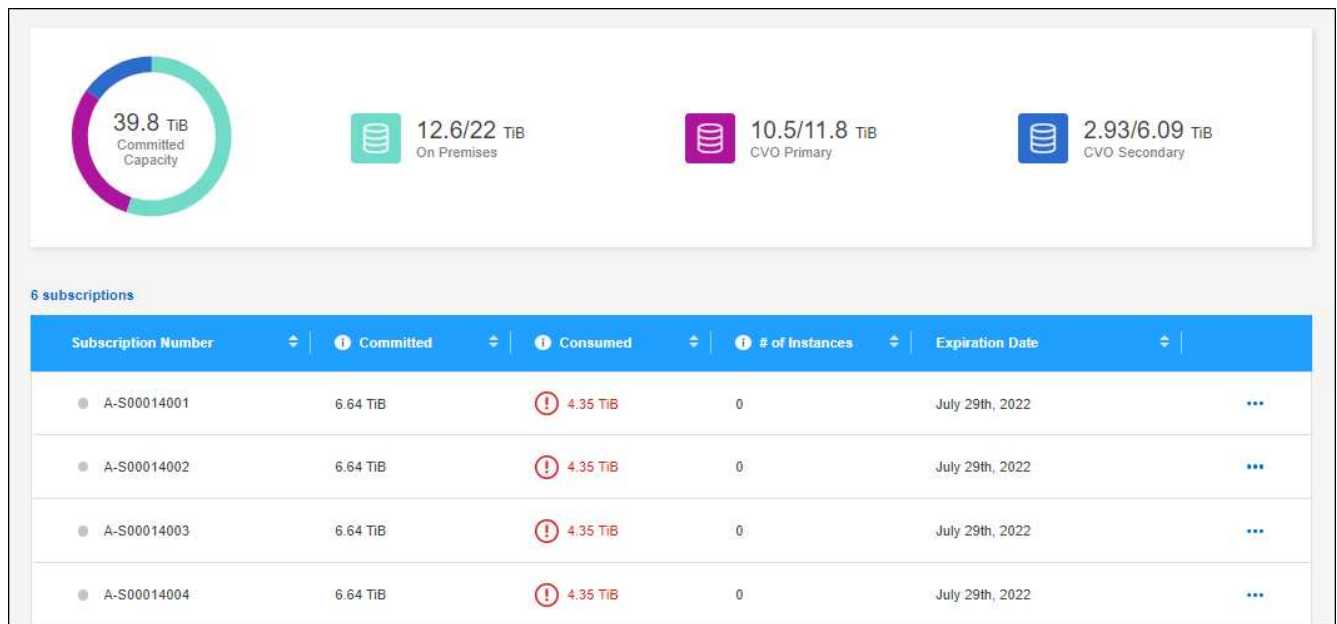 39.8 TiB
Committed
Capacity
12.6/22 TiB
On Premises
10.5/11.8 TiB
CVO Primary
2.93/6.09 TiB
CVO Secondary
6 subscriptions
Subscription Number Committed Consumed # of Instances Expiration Date
A-S00014001 6.64 TiB 4.35 TiB 0 July 29th, 2022
A-S00014002 6.64 TiB 4.35 TiB 0 July 29th, 2022
A-S00014003 6.64 TiB 4.35 TiB 0 July 29th, 2022
A-S00014004 6.64 TiB 4.35 TiB 0 July 29th, 2022